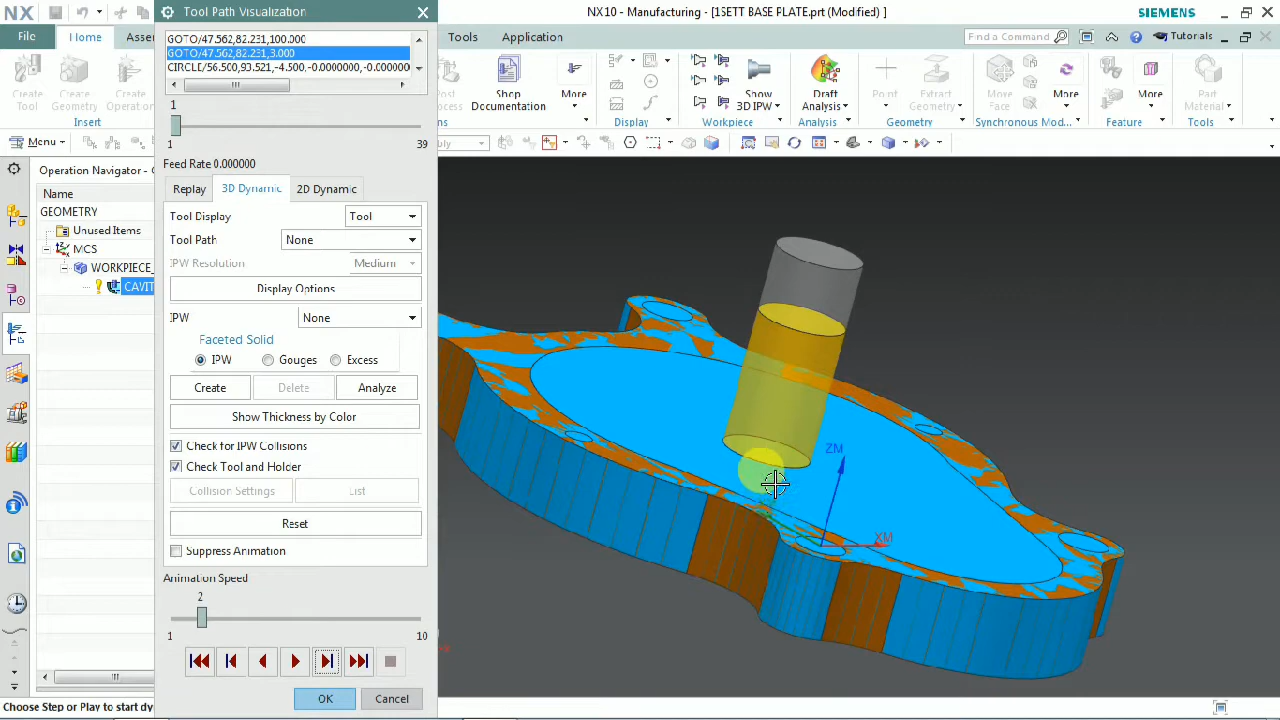 Tool Path Visualization
NX
NX10 - Manufacturing - [1SETT BASE PLATE.prt (Modified) ]
SIEMENS
File
Home
Tools
Application
Find a Command
Tutorials
GOTO/47.562,82.231,100.000
GOTO/47.562,82.231,3.000
CIRCLE/56.560,93.521,-4.500,-0.0000000,-0.00000
1
1
39
Create Tool
Create Geometry
Create
Insert
Shop Documentation
More
Display
Show 3D IPW
Workpiece
Draft Analysis
Analysis
Point
Extract Geometry
Geometry
More Face
More
Synchronous Mod...
More
Feature
Part Material
Tools
Menu
Feed Rate 0.000000
Replay
3D Dynamic
2D Dynamic
Operation Navigator -
Name
GEOMETRY
Unused Items
MCS
WORKPIECE_
CAVIT
Tool Display
Tool
Tool Path
None
IPW Resolution
Medium
Display Options
IPW
None
Faceted Solid
IPW
Gouges
Excess
Create
Delete
Analyze
Show Thickness by Color
Check for IPW Collisions
Check Tool and Holder
Collision Settings
List
Reset
Suppress Animation
Animation Speed
2
1
10
OK
Cancel
ZM
XM
Choose Step or Play to start dy